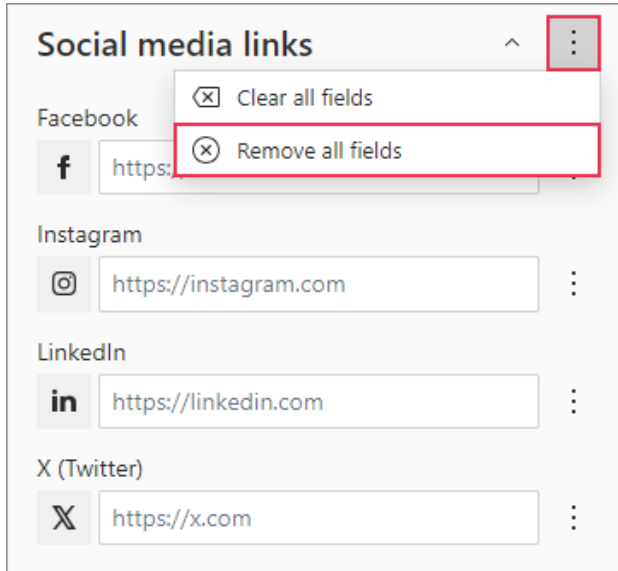 Social media links
Clear all fields
Facebook
Remove all fields
https:/
Instagram
https://instagram.com
LinkedIn
in
https://linkedin.com
X (Twitter)
https://x.com